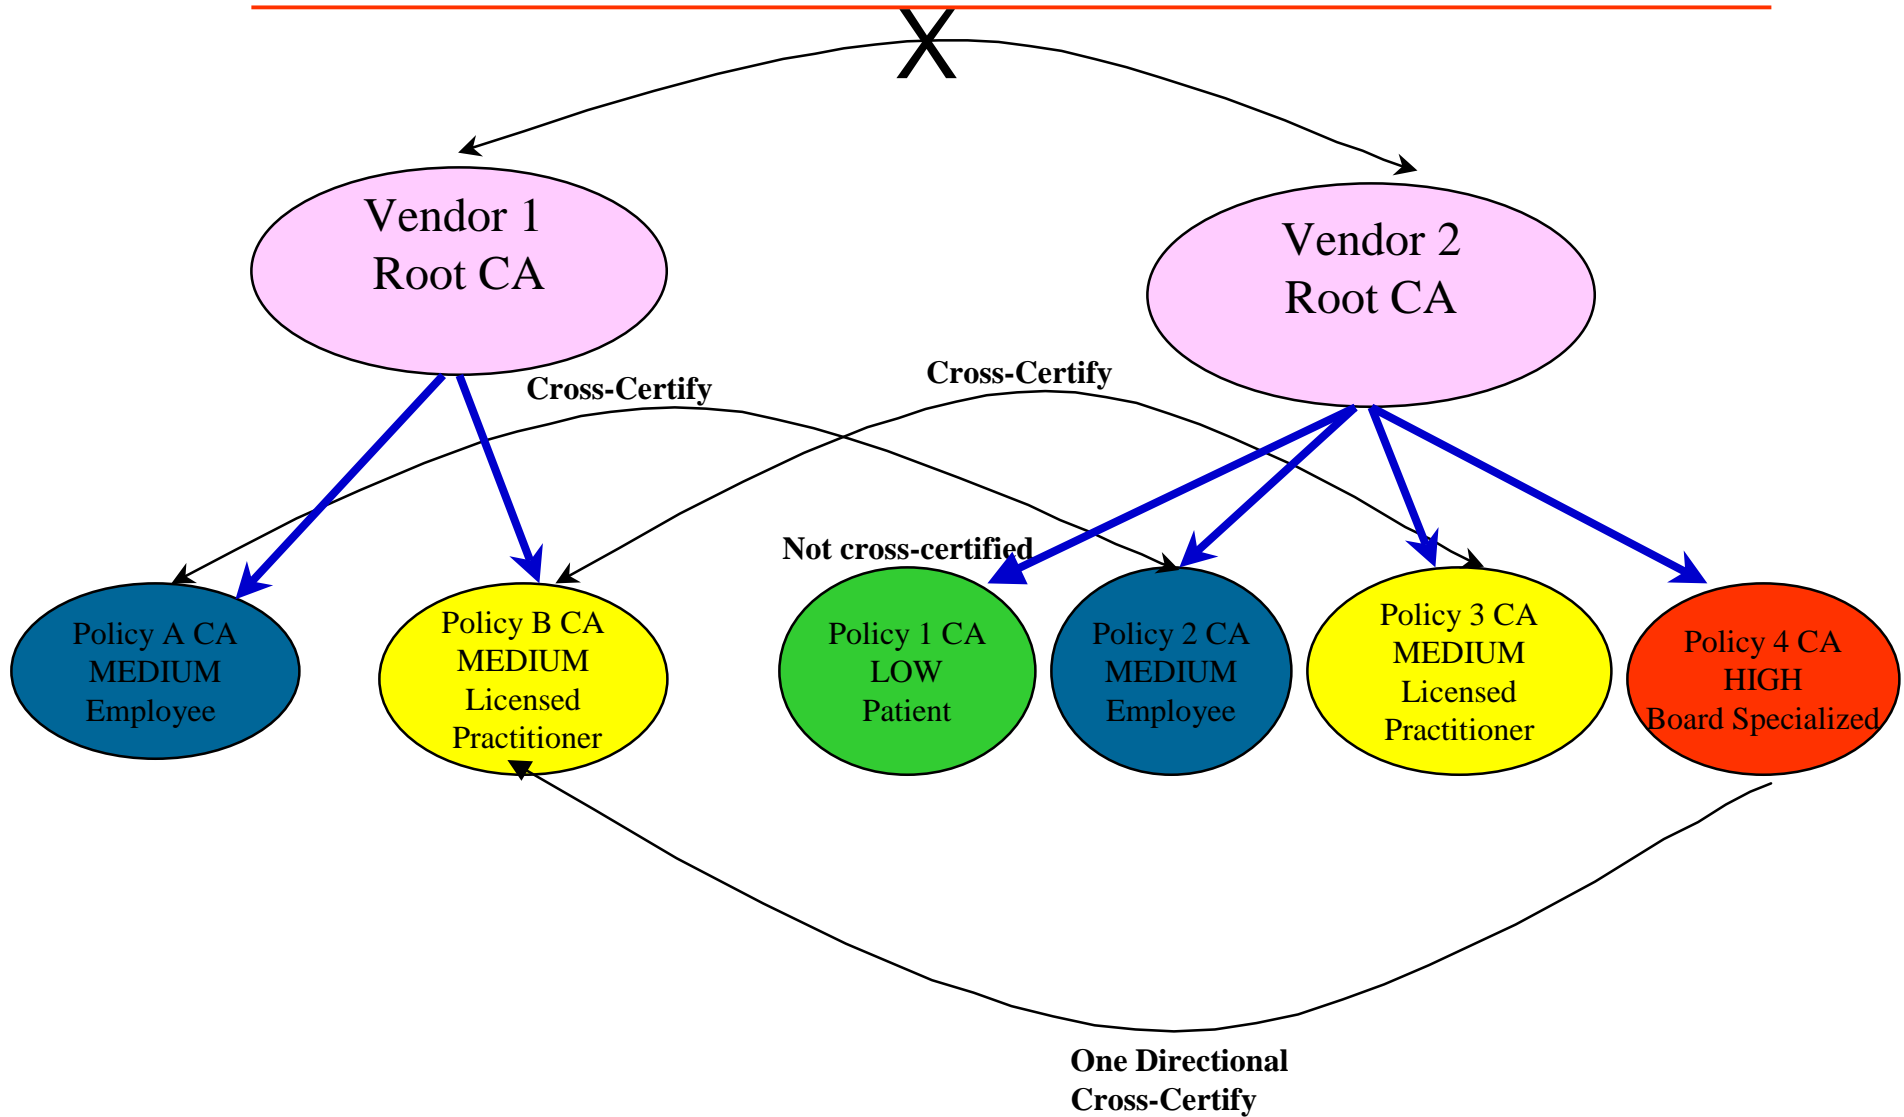 X
Vendor 1
Root CA
Vendor 2
Root CA
Cross-Certify
Cross-Certify
Not cross-certified
Policy A CA
MEDIUM
Employee
Policy B CA
MEDIUM
Licensed
Practitioner
Policy 1 CA
LOW
Patient
Policy 2 CA
MEDIUM
Employee
Policy 3 CA
MEDIUM
Licensed
Practitioner
Policy 4 CA
HIGH
Board Specialized
One Directional
Cross-Certify